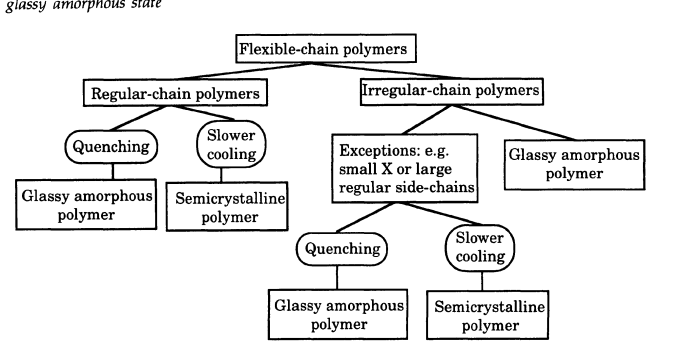 glassy amorphous state
Flexible-chain polymers
Regular-chain polymers
Irregular-chain polymers
Quenching
Slower
cooling
Exceptions: e.g.
small X or large
regular side-chains
Glassy amorphous
polymer
Glassy amorphous
polymer
Semicrystalline
polymer
Quenching
Slower
cooling
Glassy amorphous
polymer
Semicrystalline
polymer